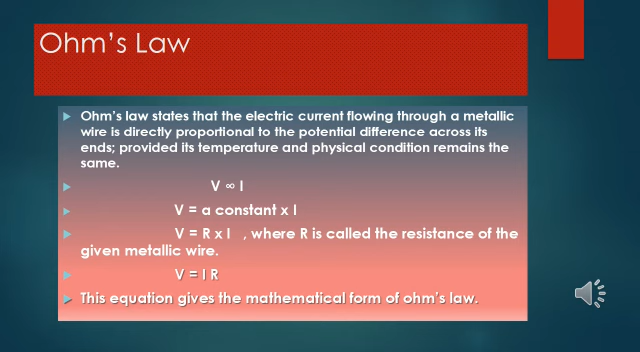 Ohm's Law
Ohm's law states that the electric current flowing through a metallic
wire is directly proportional to the potential difference across its
ends; provided its temperature and physical condition remains the
same.
V ∞ I
V = a constant x I
V = R x I , where R is called the resistance of the
given metallic wire.
V = I R
This equation gives the mathematical form of ohm's law.